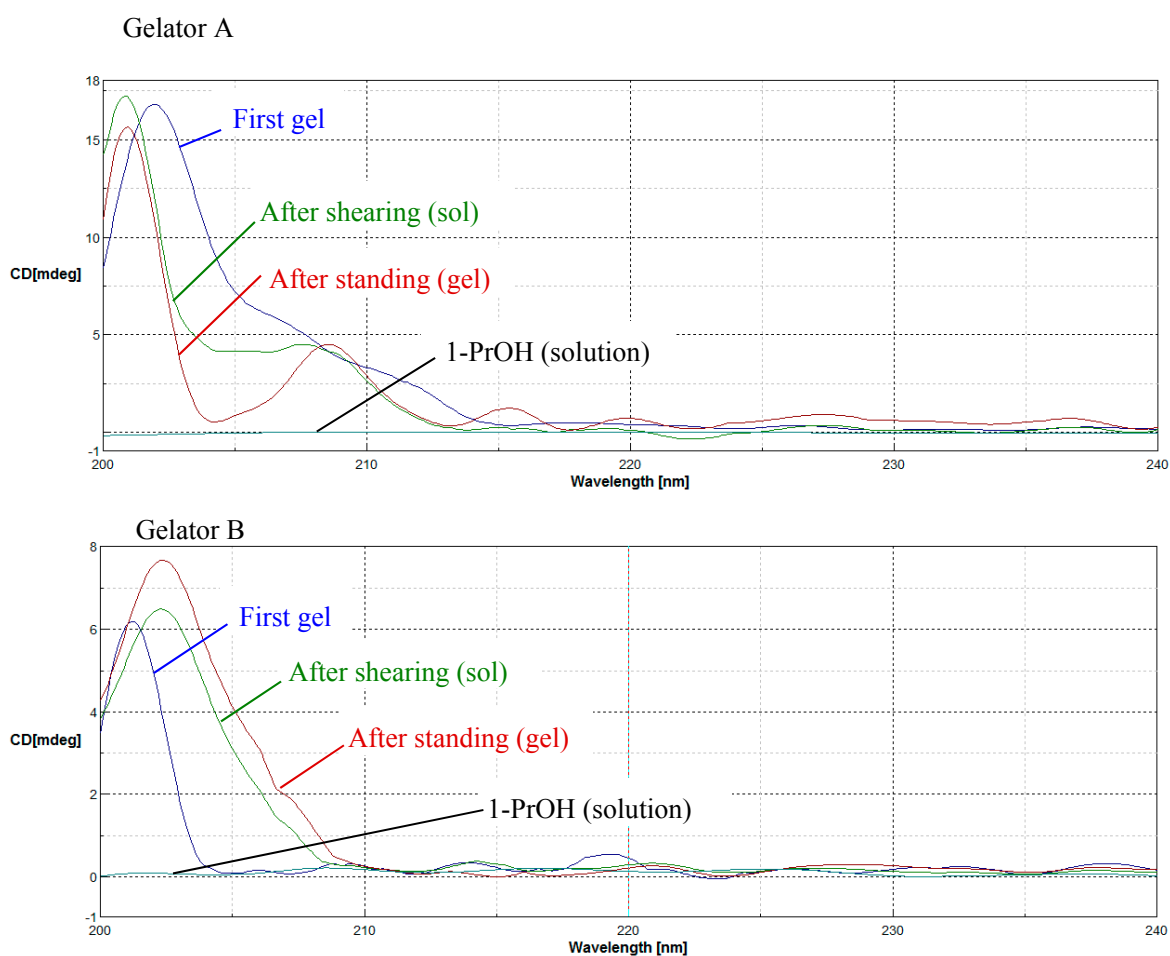 Gelator A
18
First gel
15
After shearing (sol)
10
CD[mdeg]
After standing (gel)
5
1-PrOH (solution)
-1
200 210 220 230 240
Wavelength [nm]
Gelator B
8
First gel
6
After shearing (sol)
4
CD[mdeg]
After standing (gel)
2
1-PrOH (solution)
0
-1
200 210 220 230 240
Wavelength [nm]